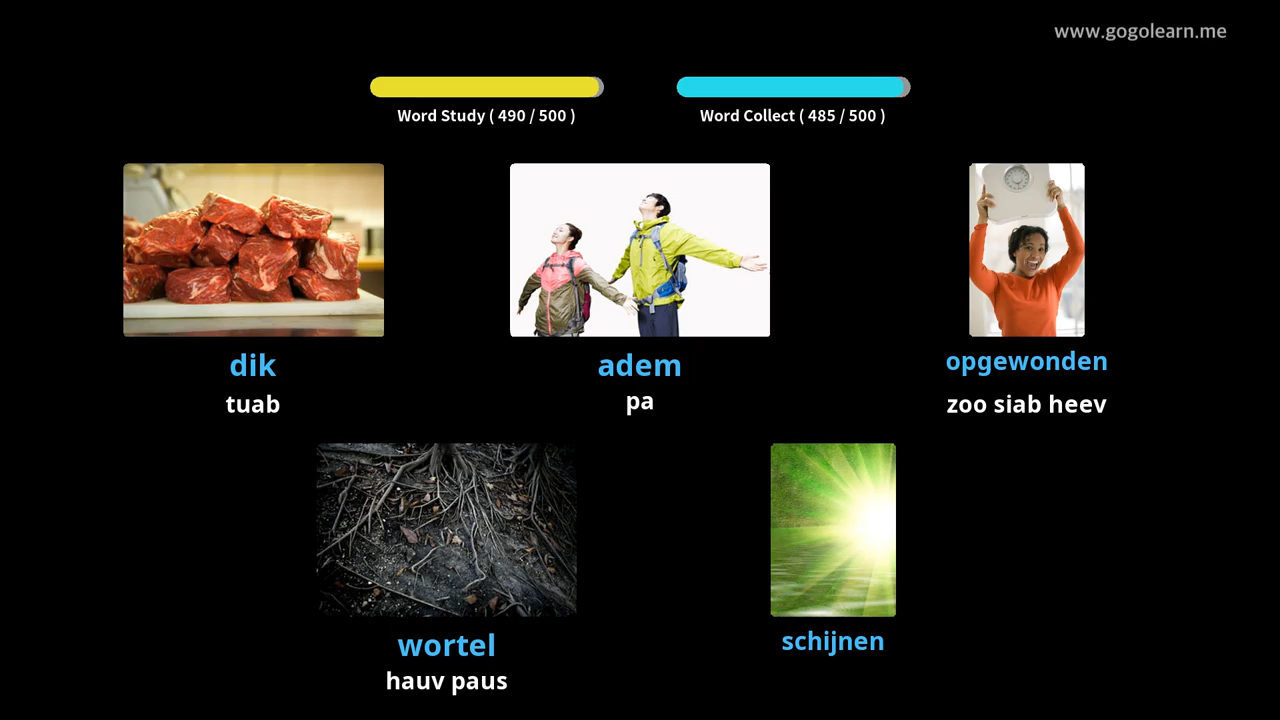 www.gogolearn.me
Word Study ( 490 / 500 )
Word Collect ( 485 / 500 )
dik
tuab
adem
pa
opgewonden
zoo siab heev
wortel
hauv paus
schijnen